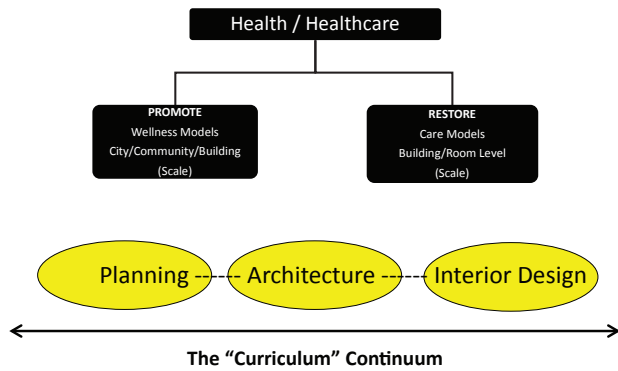 Health / Healthcare
PROMOTE
Wellness Models
City/Community/Building
(Scale)
RESTORE
Care Models
Building/Room Level
(Scale)
Planning
Architecture
Interior Design
The “Curriculum” Continuum